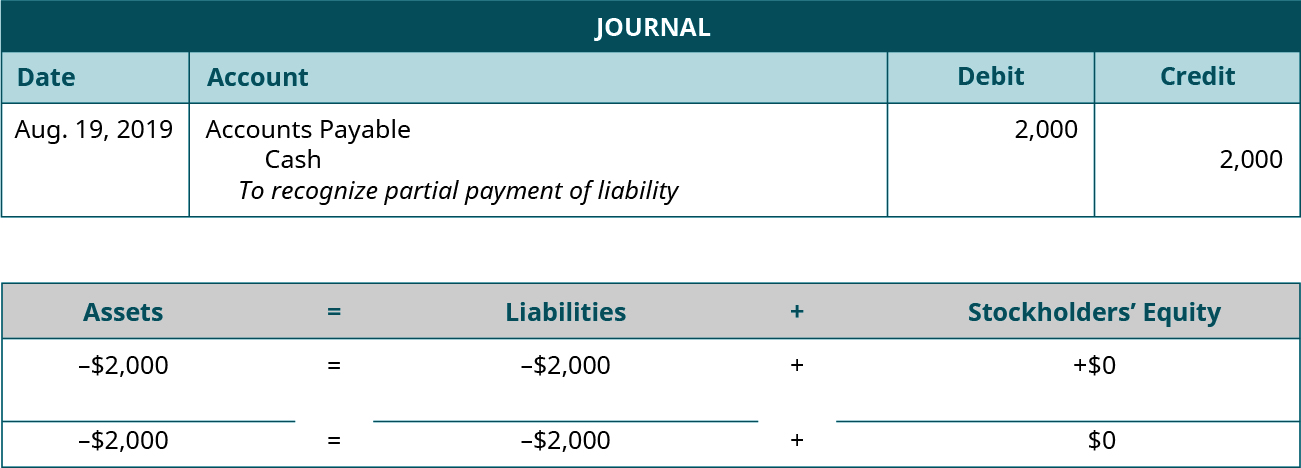 JOURNAL
Date Account Debit Credit
Aug. 19, 2019 Accounts Payable 2,000
Cash 2,000
To recognize partial payment of liability
Assets = Liabilities + Stockholders’ Equity
–$2,000 = –$2,000 + +$0
–$2,000 = –$2,000 + $0